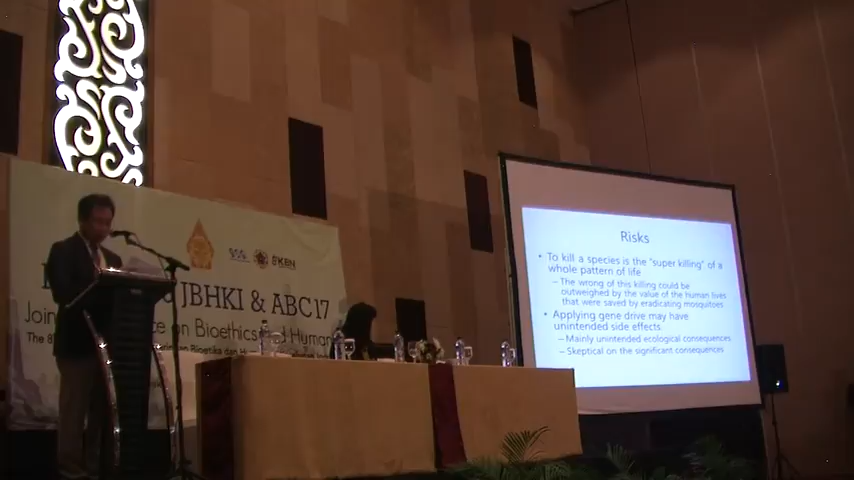 JBHKI & ABC17
on Bioethics
Human
The 8
Risks
• To kill a species is the "super killing" of a
whole pattern of life
– The wrong of this killing could be
outweighed by the value of the human lives
that were saved by eradicating mosquitoes
• Applying gene drive may have
unintended side effects
– Mainly unintended ecological consequences
– Skeptical on the significant consequences